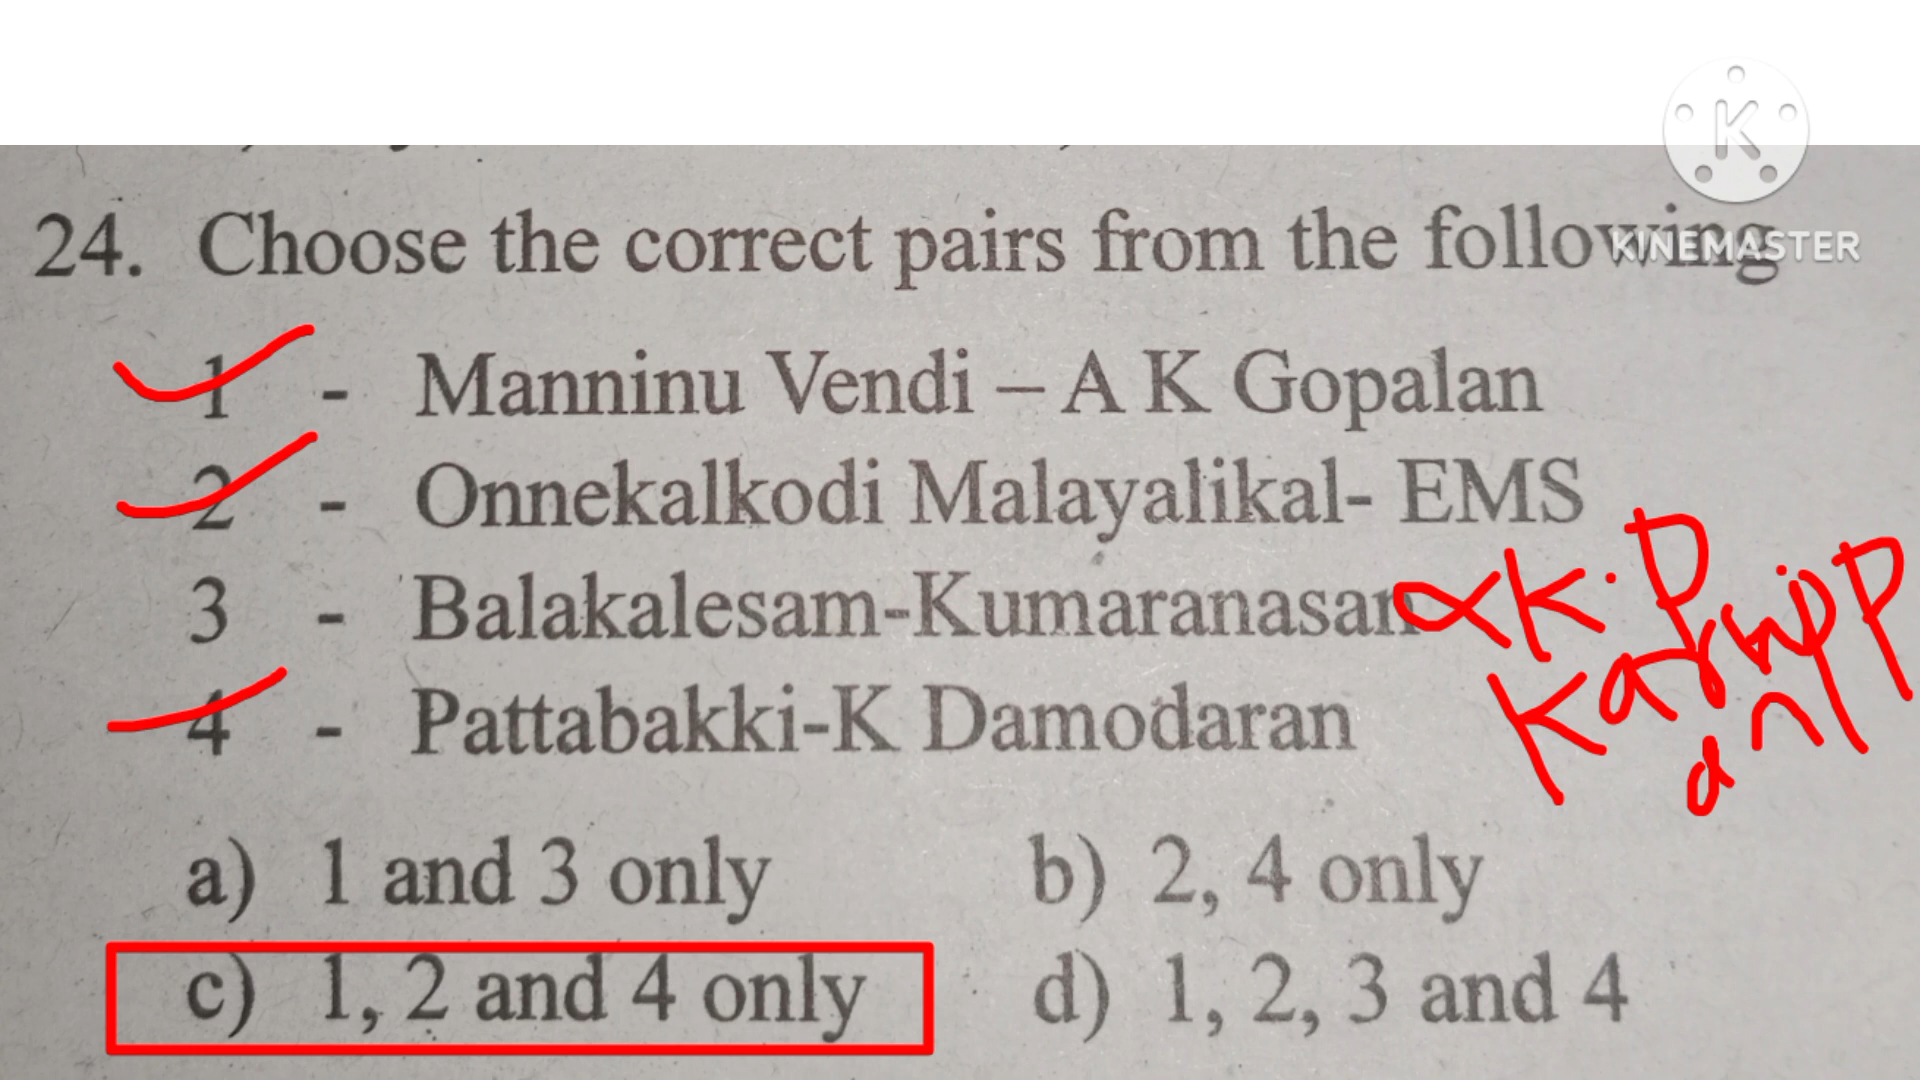 K
KINEMASTER
24. Choose the correct pairs from the following
1 - Manninu Vendi – A K Gopalan
2 - Onnekalkodi Malayalikal- EMS
3 - Balakalesam-Kumaranasan
K.P
Karupp
an
4 - Pattabakki-K Damodaran
a) 1 and 3 only b) 2, 4 only
c) 1, 2 and 4 only d) 1, 2, 3 and 4